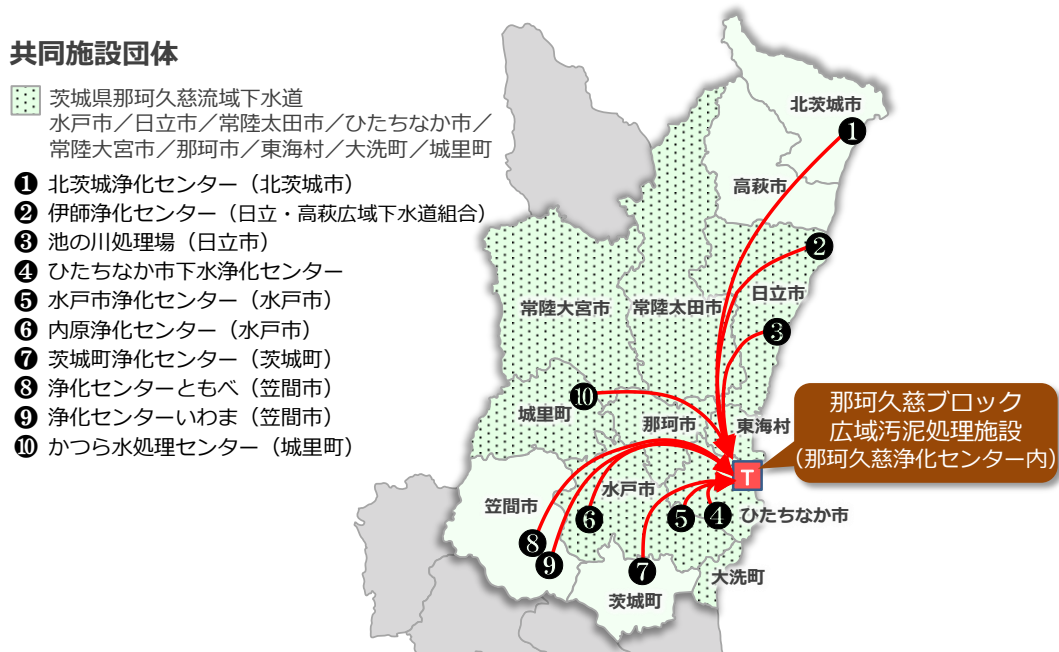 共同施設団体
茨城県那珂久慈流域下水道
水戸市／日立市／常陸太田市／ひたちなか市／
常陸大宮市／那珂市／東海村／大洗町／城里町
❶ 北茨城浄化センター（北茨城市）
❷ 伊師浄化センター（日立・高萩広域下水道組合）
❸ 池の川処理場（日立市）
❹ ひたちなか市下水浄化センター
❺ 水戸市浄化センター（水戸市）
❻ 内原浄化センター（水戸市）
❼ 茨城町浄化センター（茨城町）
❽ 浄化センターともべ（笠間市）
❾ 浄化センターいわま（笠間市）
❿ かつら水処理センター（城里町）
北茨城市
❶
高萩市
❷
日立市
常陸大宮市
常陸太田市
❸
❿
城里町
那珂市
東海村
那珂久慈ブロック
広域汚泥処理施設
(那珂久慈浄化センター内)
T
水戸市
笠間市
❻
❺
❹
ひたちなか市
❽
❾
❼
大洗町
茨城町